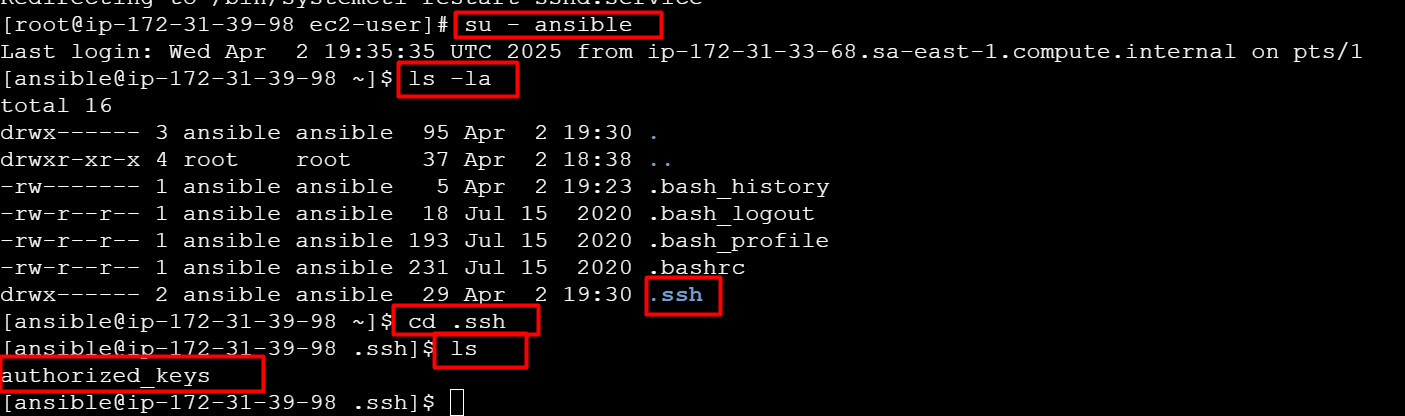 Redirecting to /bin/systemctl restart sshd.service
[root@ip-172-31-39-98 ec2-user]# su - ansible
Last login: Wed Apr  2 19:35:35 UTC 2025 from ip-172-31-33-68.sa-east-1.compute.internal on pts/1
[ansible@ip-172-31-39-98 ~]$ ls -la
total 16
drwx------ 3 ansible ansible  95 Apr  2 19:30 .
drwxr-xr-x 4 root    root     37 Apr  2 18:38 ..
-rw------- 1 ansible ansible   5 Apr  2 19:23 .bash_history
-rw-r--r-- 1 ansible ansible  18 Jul 15  2020 .bash_logout
-rw-r--r-- 1 ansible ansible 193 Jul 15  2020 .bash_profile
-rw-r--r-- 1 ansible ansible 231 Jul 15  2020 .bashrc
drwx------ 2 ansible ansible  29 Apr  2 19:30 .ssh
[ansible@ip-172-31-39-98 ~]$ cd .ssh
[ansible@ip-172-31-39-98 .ssh]$ ls
authorized_keys
[ansible@ip-172-31-39-98 .ssh]$